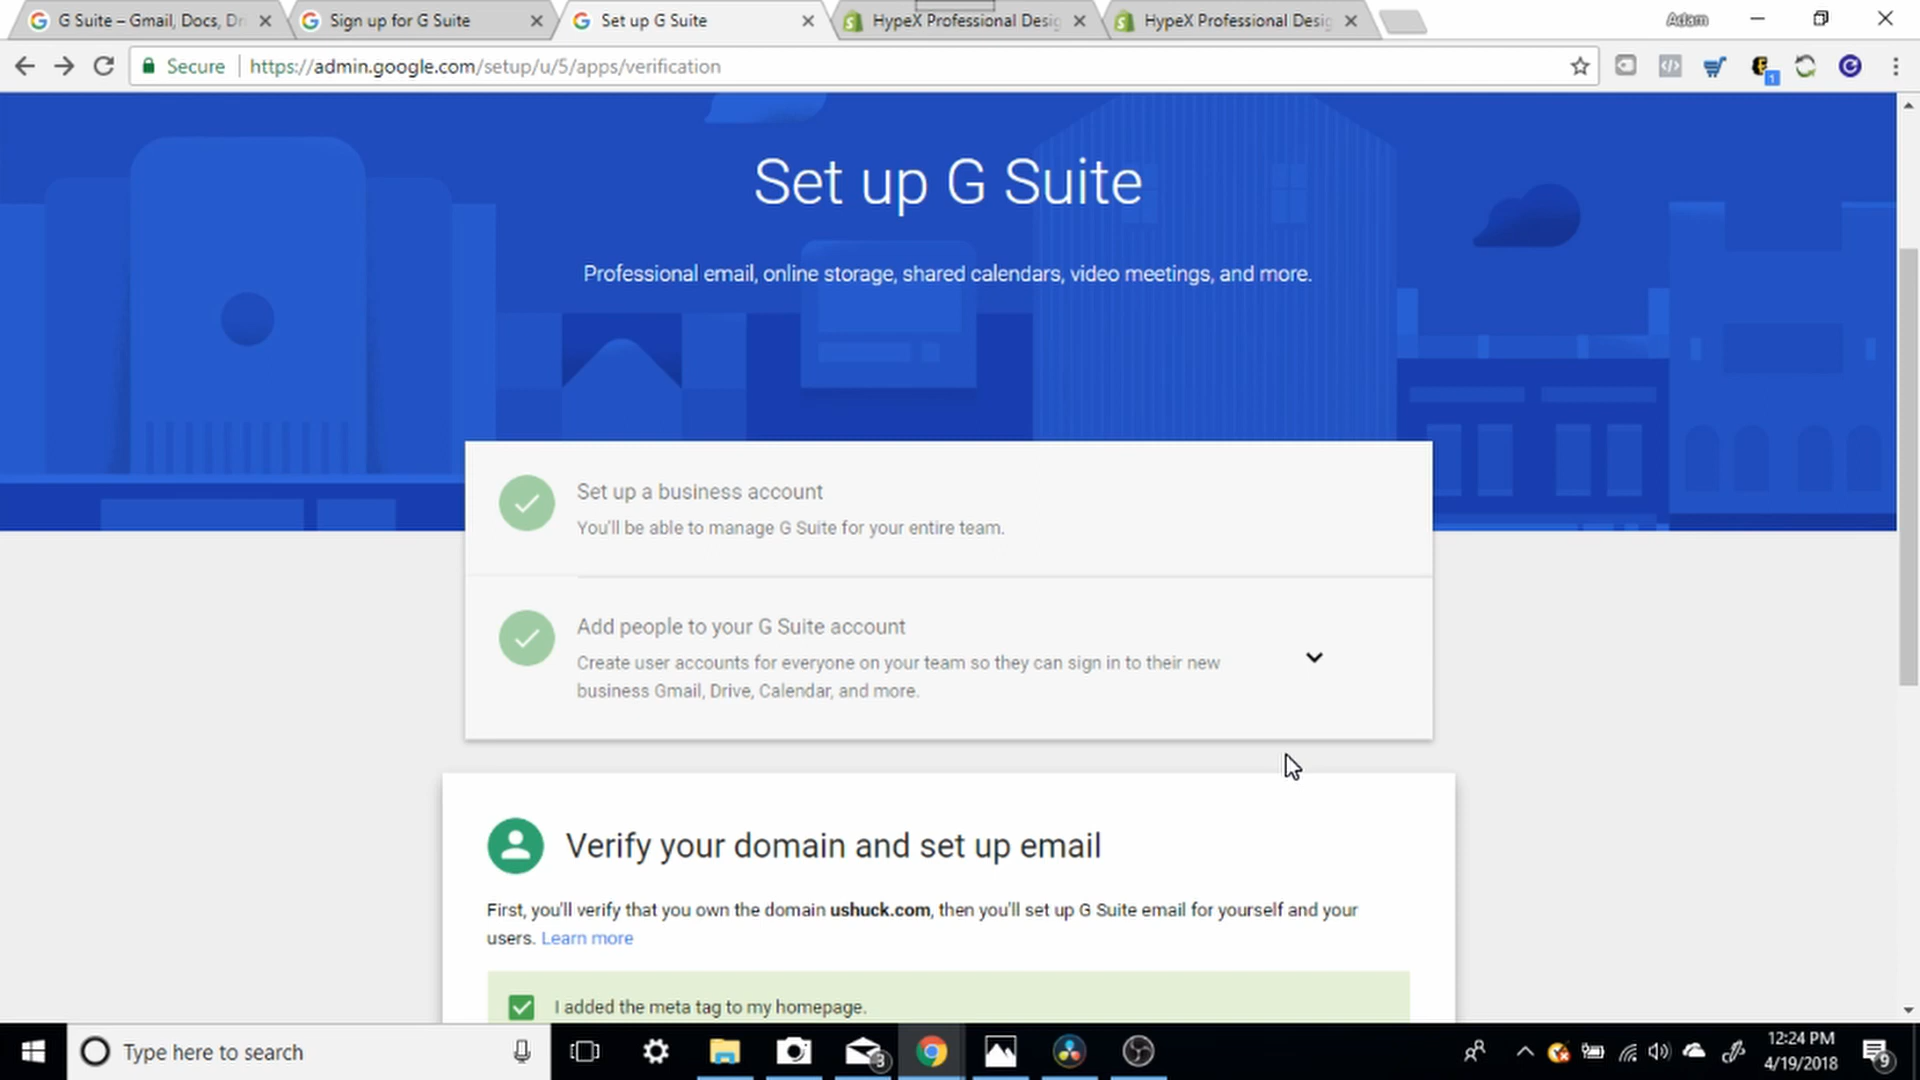 G Suite – Gmail, Docs, Dr
Sign up for G Suite
Set up G Suite
HypeX Professional Desig
HypeX Professional Desig
Adam
Secure
https://admin.google.com/setup/u/5/apps/verification
1
Set up G Suite
Professional email, online storage, shared calendars, video meetings, and more.
Set up a business account
You'll be able to manage G Suite for your entire team.
Add people to your G Suite account
Create user accounts for everyone on your team so they can sign in to their new
business Gmail, Drive, Calendar, and more.
Verify your domain and set up email
First, you'll verify that you own the domain ushuck.com, then you'll set up G Suite email for yourself and your
users. Learn more
I added the meta tag to my homepage.
Type here to search
3
12:24 PM
4/19/2018
9